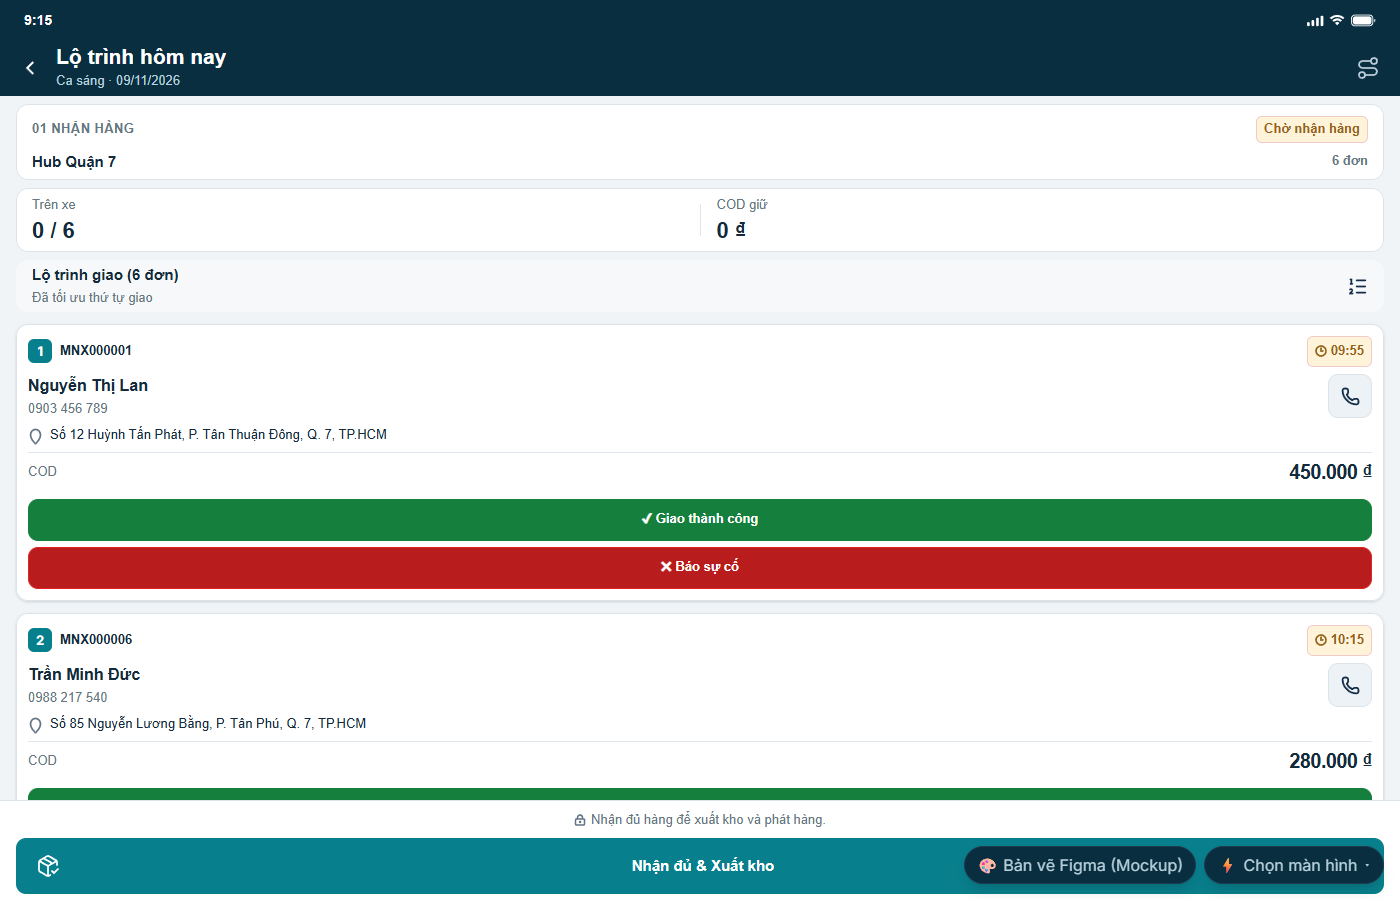 9:15
Lộ trình hôm nay
Ca sáng · 09/11/2026
01 NHẬN HÀNG
Chờ nhận hàng
Hub Quận 7
6 đơn
Trên xe
COD giữ
0 / 6
0 ₫
Lộ trình giao (6 đơn)
Đã tối ưu thứ tự giao
1 MNX000001
09:55
Nguyễn Thị Lan
0903 456 789
Số 12 Huỳnh Tấn Phát, P. Tân Thuận Đông, Q. 7, TP.HCM
COD
450.000 ₫
✓ Giao thành công
✕ Báo sự cố
2 MNX000006
10:15
Trần Minh Đức
0988 217 540
Số 85 Nguyễn Lương Bằng, P. Tân Phú, Q. 7, TP.HCM
COD
280.000 ₫
Nhận đủ hàng để xuất kho và phát hàng.
Nhận đủ & Xuất kho
Bản vẽ Figma (Mockup)
Chọn màn hình